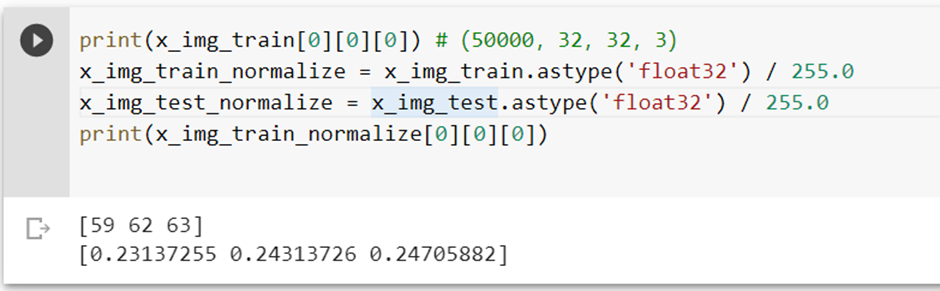 print(x_img_train[0][0][0]) # (50000, 32, 32, 3)
x_img_train_normalize = x_img_train.astype('float32') / 255.0
x_img_test_normalize = x_img_test.astype('float32') / 255.0
print(x_img_train_normalize[0][0][0])
[59 62 63]
[0.23137255 0.24313726 0.24705882]